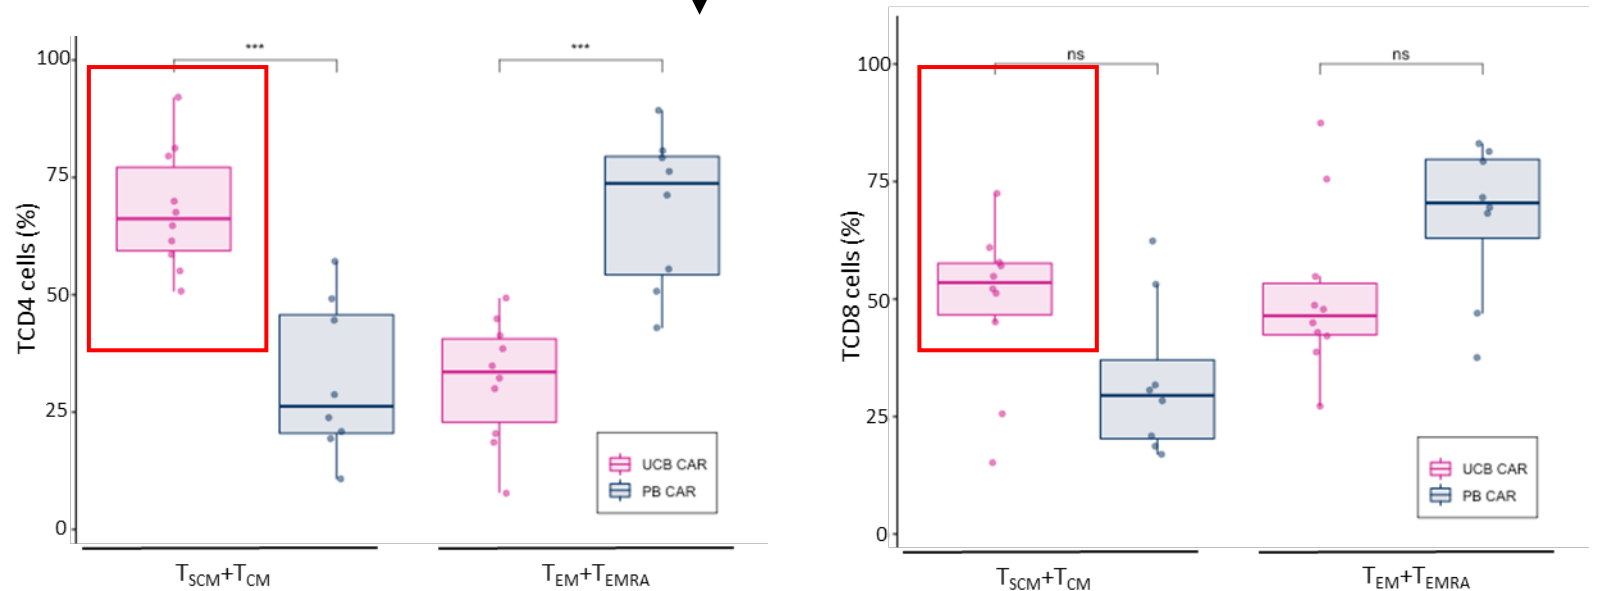 *** ***
100
75
50
25
0
TCD4 cells (%)
UCB CAR
PB CAR
TSCM+TCM TEM+TEMRA
ns ns
100
75
50
25
0
TCD8 cells (%)
UCB CAR
PB CAR
TSCM+TCM TEM+TEMRA